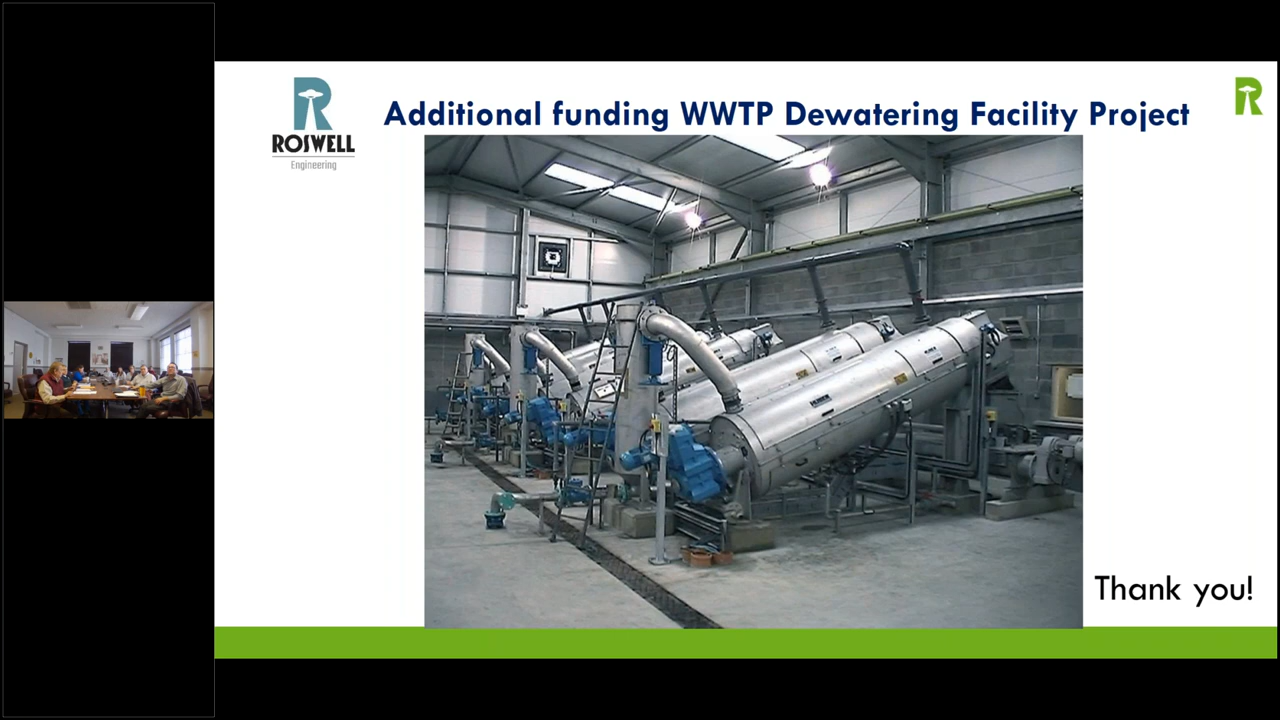 ROSWELL
Engineering
Additional funding WWTP Dewatering Facility Project
Thank you!